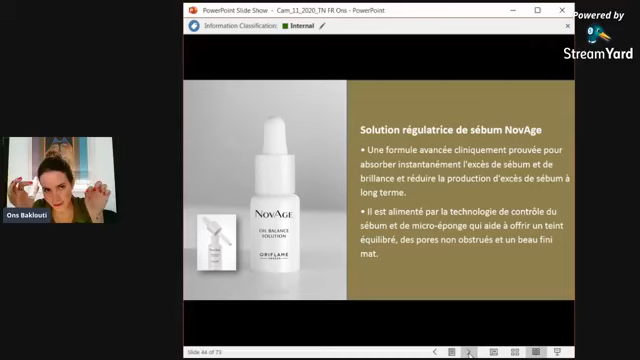 PowerPoint Slide Show - Cam_11_2020_TN FR Ons - PowerPoint
Information Classification: Internal
Powered by
StreamYard
Ons Baklouti
NOVAGE
OIL BALANCE
SOLUTION
ORIFLAME
Solution régulatrice de sébum NovAge
• Une formule avancée cliniquement prouvée pour
absorber instantanément l'excès de sébum et de
brillance et réduire la production d'excès de sébum à
long terme.
• Il est alimenté par la technologie de contrôle du
sébum et de micro-éponge qui aide à offrir un teint
équilibré, des pores non obstrués et un beau fini
mat.
Slide 44 of 73